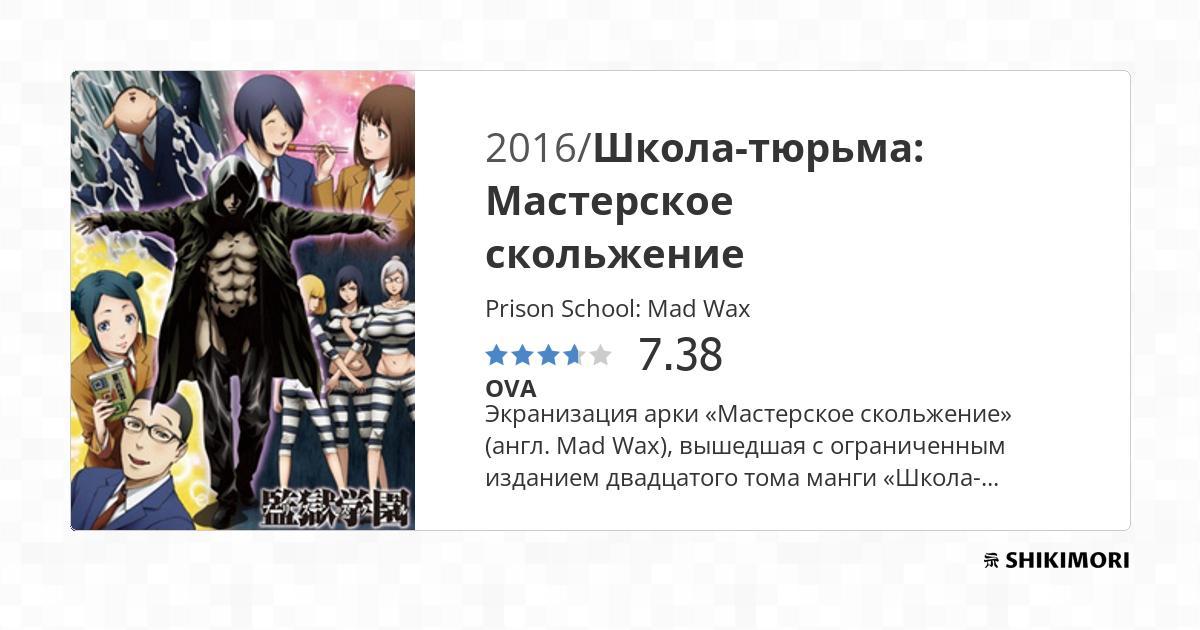 2016/Школа-тюрьма:
Мастерское
скольжение
Prison School: Mad Wax
7.38
OVA
Экранизация арки «Мастерское скольжение»
(англ. Mad Wax), вышедшая с ограниченным
изданием двадцатого тома манги «Школа-...
監獄学園
SHIKIMORI